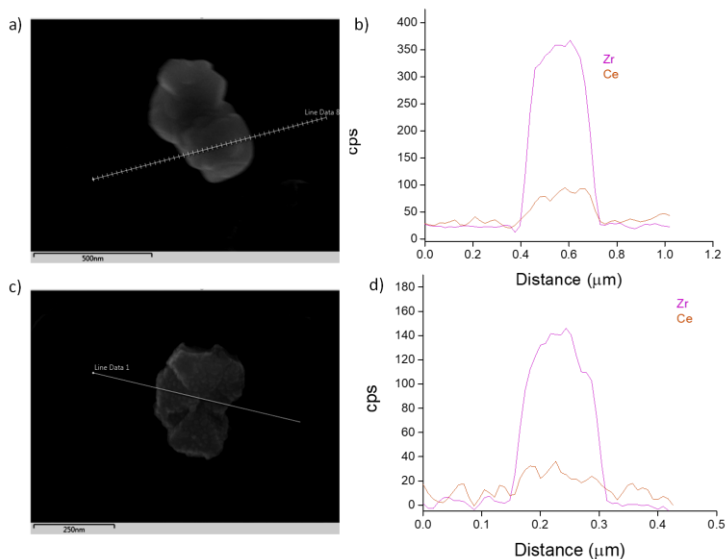 a)
Line Data 8
500nm
b)
400
350
300
250
200
150
100
50
0
cps
Zr
Ce
0.0 0.2 0.4 0.6 0.8 1.0 1.2
Distance (μm)
c)
Line Data 1
250nm
d)
180
160
140
120
100
80
60
40
20
0
cps
Zr
Ce
0.0 0.1 0.2 0.3 0.4 0.5
Distance (μm)